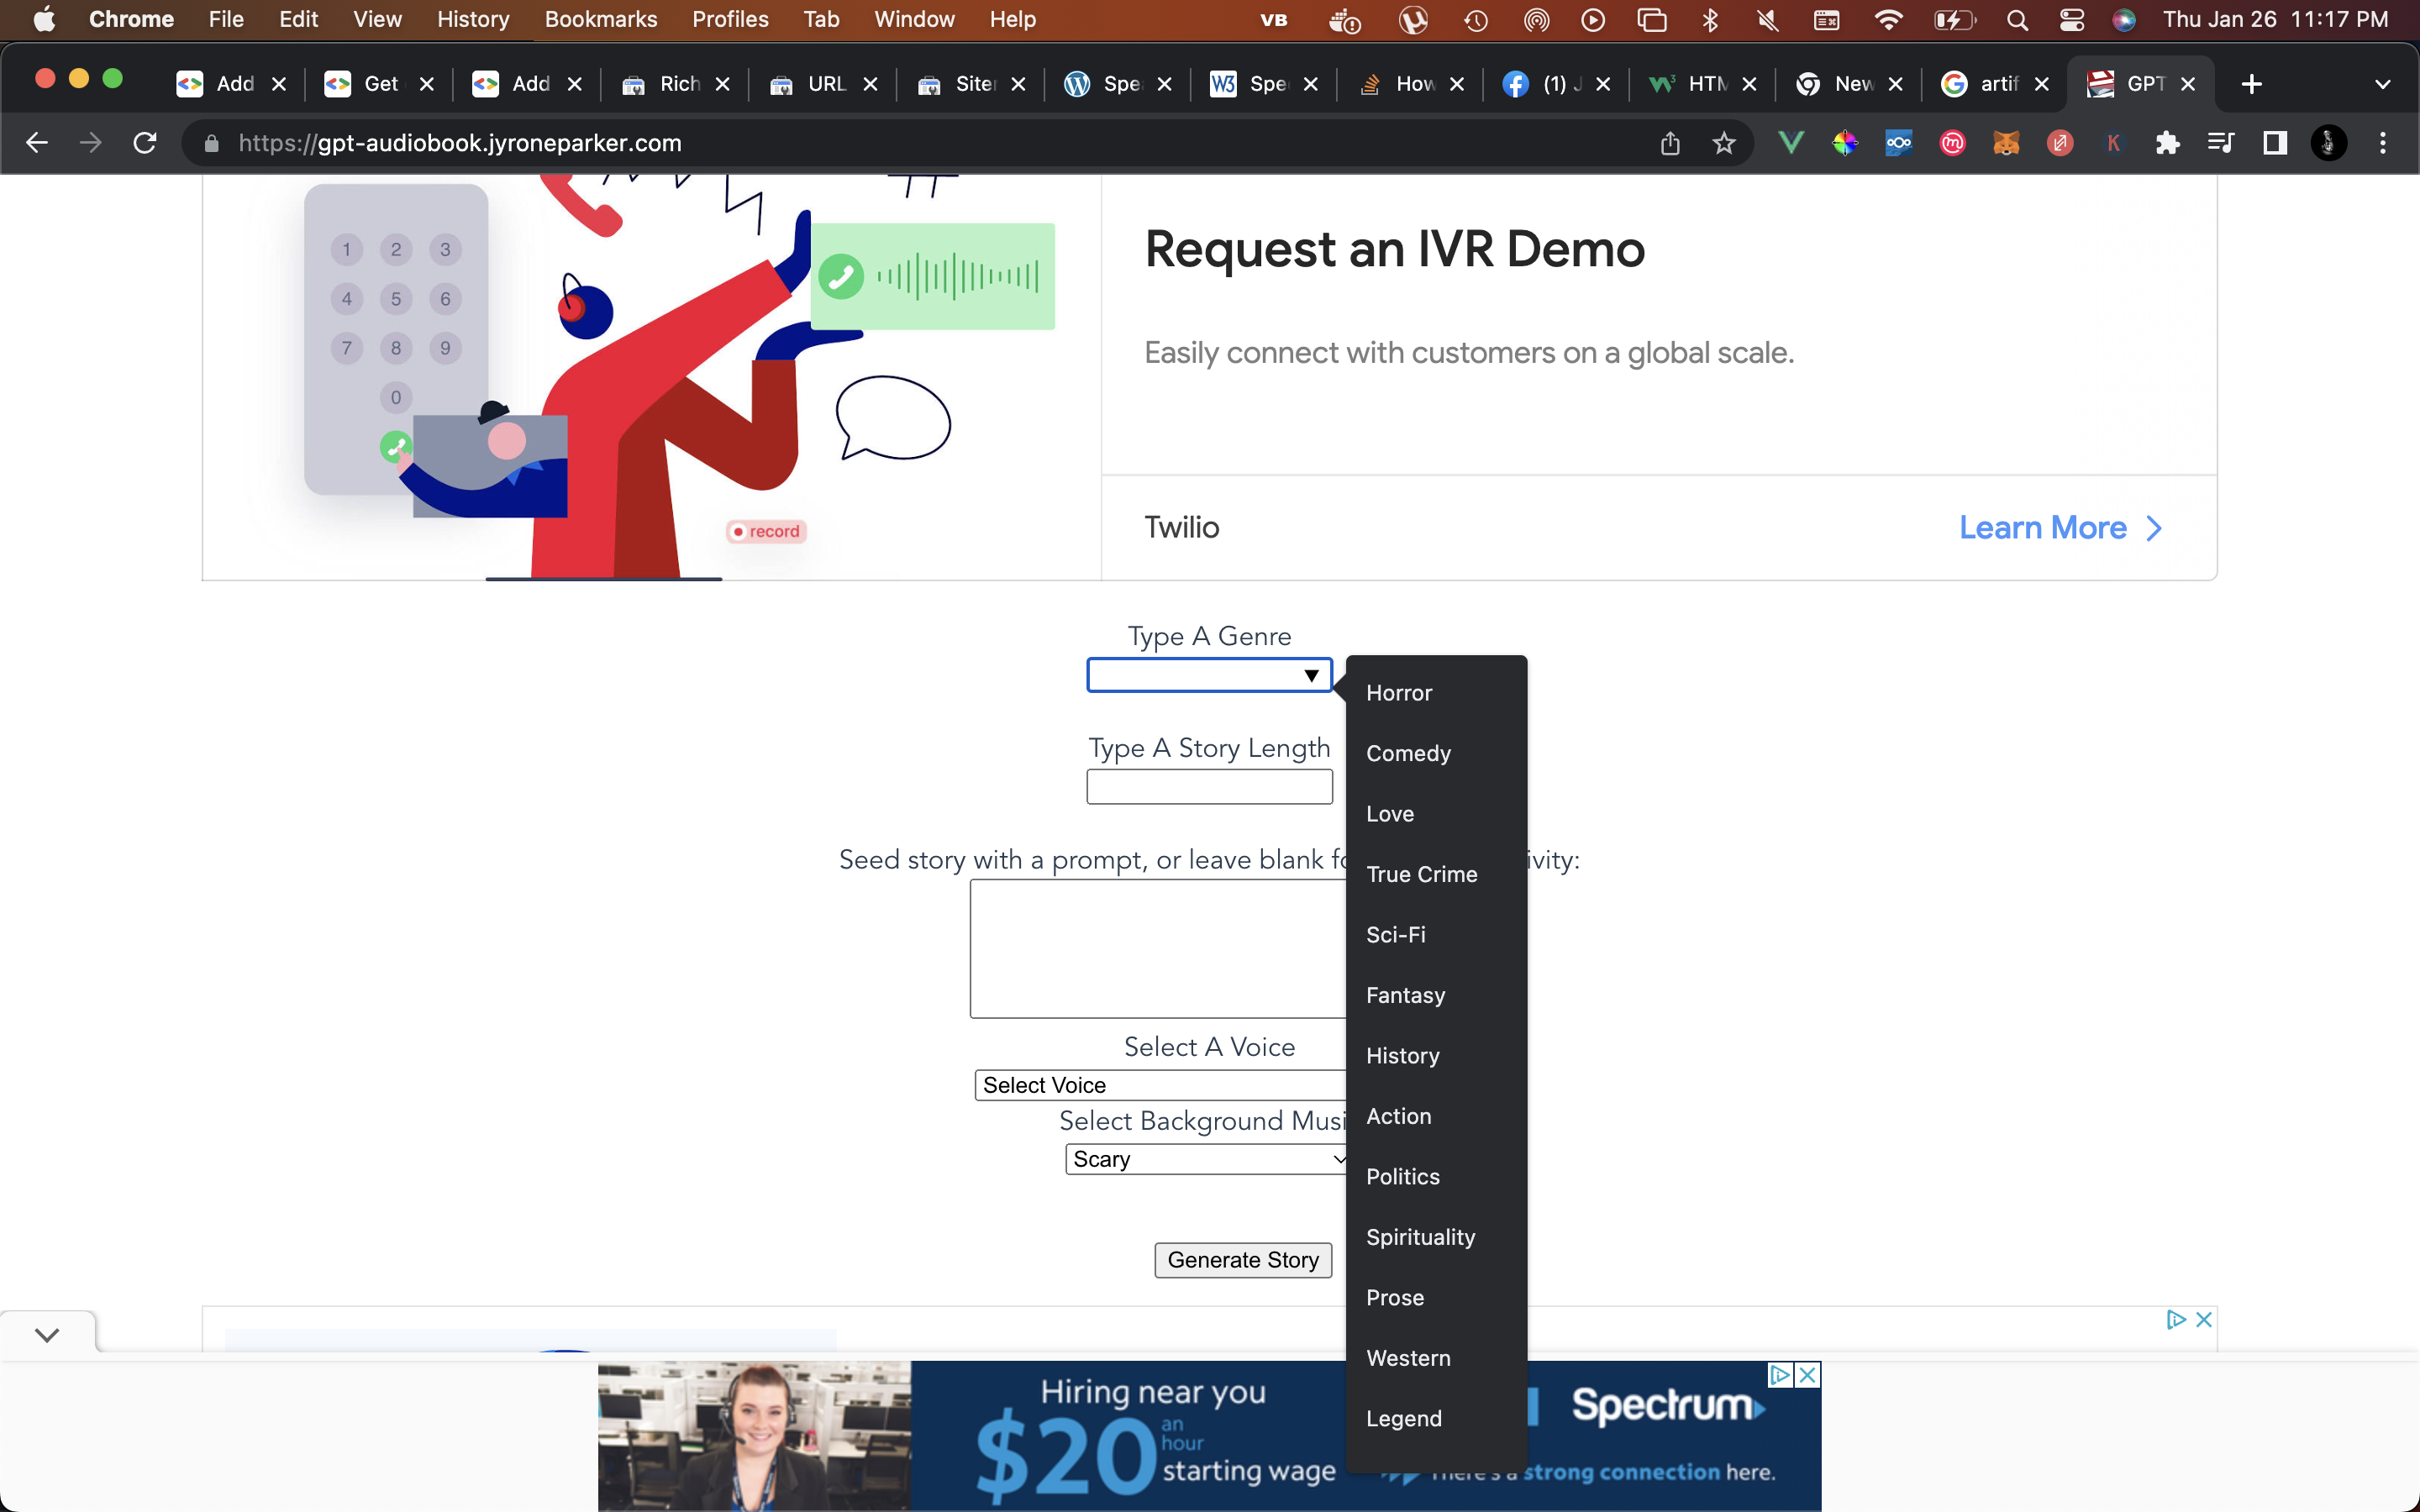 Chrome File Edit View History Bookmarks Profiles Tab Window Help VB Thu Jan 26 11:17 PM
Add Get Add Rich URL Site Spe Spe How (1) J HTM New artif GPT
https://gpt-audiobook.jyroneparker.com
1 2 3
4 5 6
7 8 9
0
record
Request an IVR Demo
Easily connect with customers on a global scale.
Twilio
Learn More
Type A Genre
Type A Story Length
Seed story with a prompt, or leave blank fo
ivity:
Select A Voice
Select Voice
Select Background Musi
Scary
Generate Story
Horror
Comedy
Love
True Crime
Sci-Fi
Fantasy
History
Action
Politics
Spirituality
Prose
Western
Legend
Hiring near you
$20 an hour
starting wage
Spectrum
There's a strong connection here.